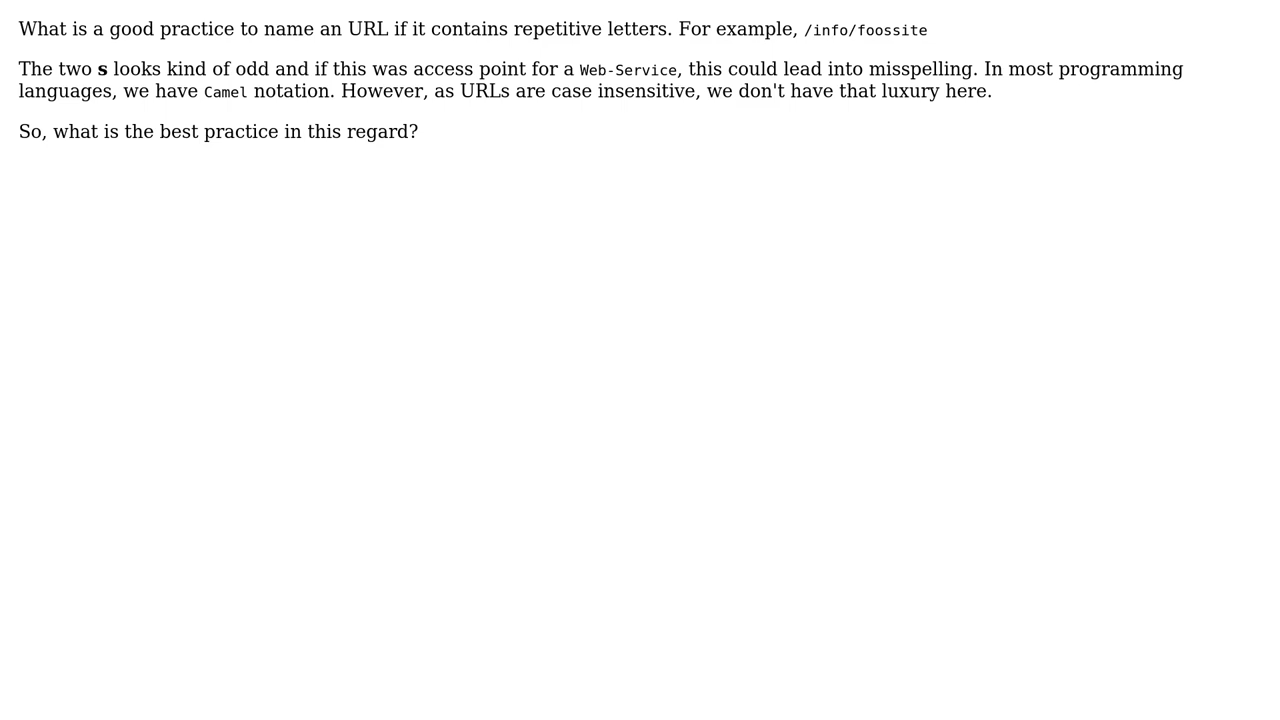 What is a good practice to name an URL if it contains repetitive letters. For example, /info/foossite
The two s looks kind of odd and if this was access point for a Web-Service, this could lead into misspelling. In most programming
languages, we have Camel notation. However, as URLs are case insensitive, we don't have that luxury here.
So, what is the best practice in this regard?